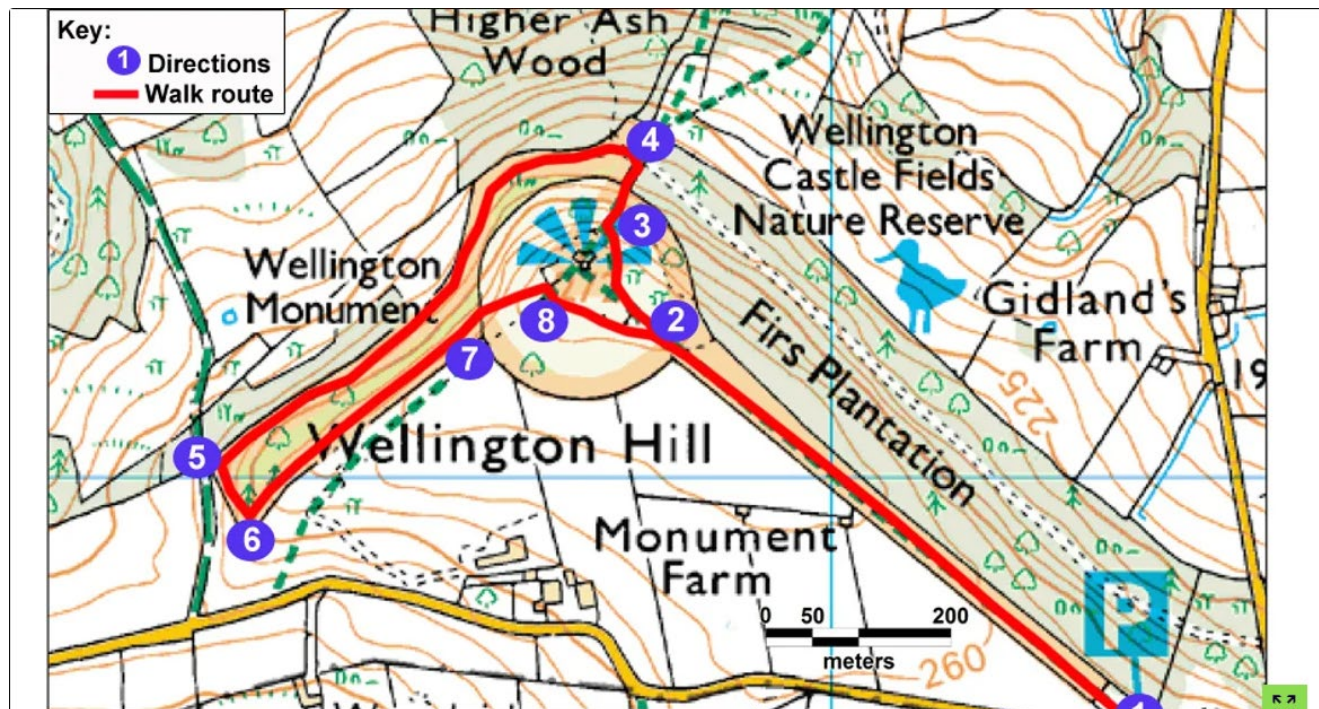 Key:
1 Directions
Walk route
Higher Ash
Wood
4
Wellington
Castle Fields
Nature Reserve
3
Wellington
Monument
Gidland's
Farm
8
2
7
19
Firs Plantation
225
5
Wellington Hill
6
Monument
Farm
P
0 50 200
meters
260
1